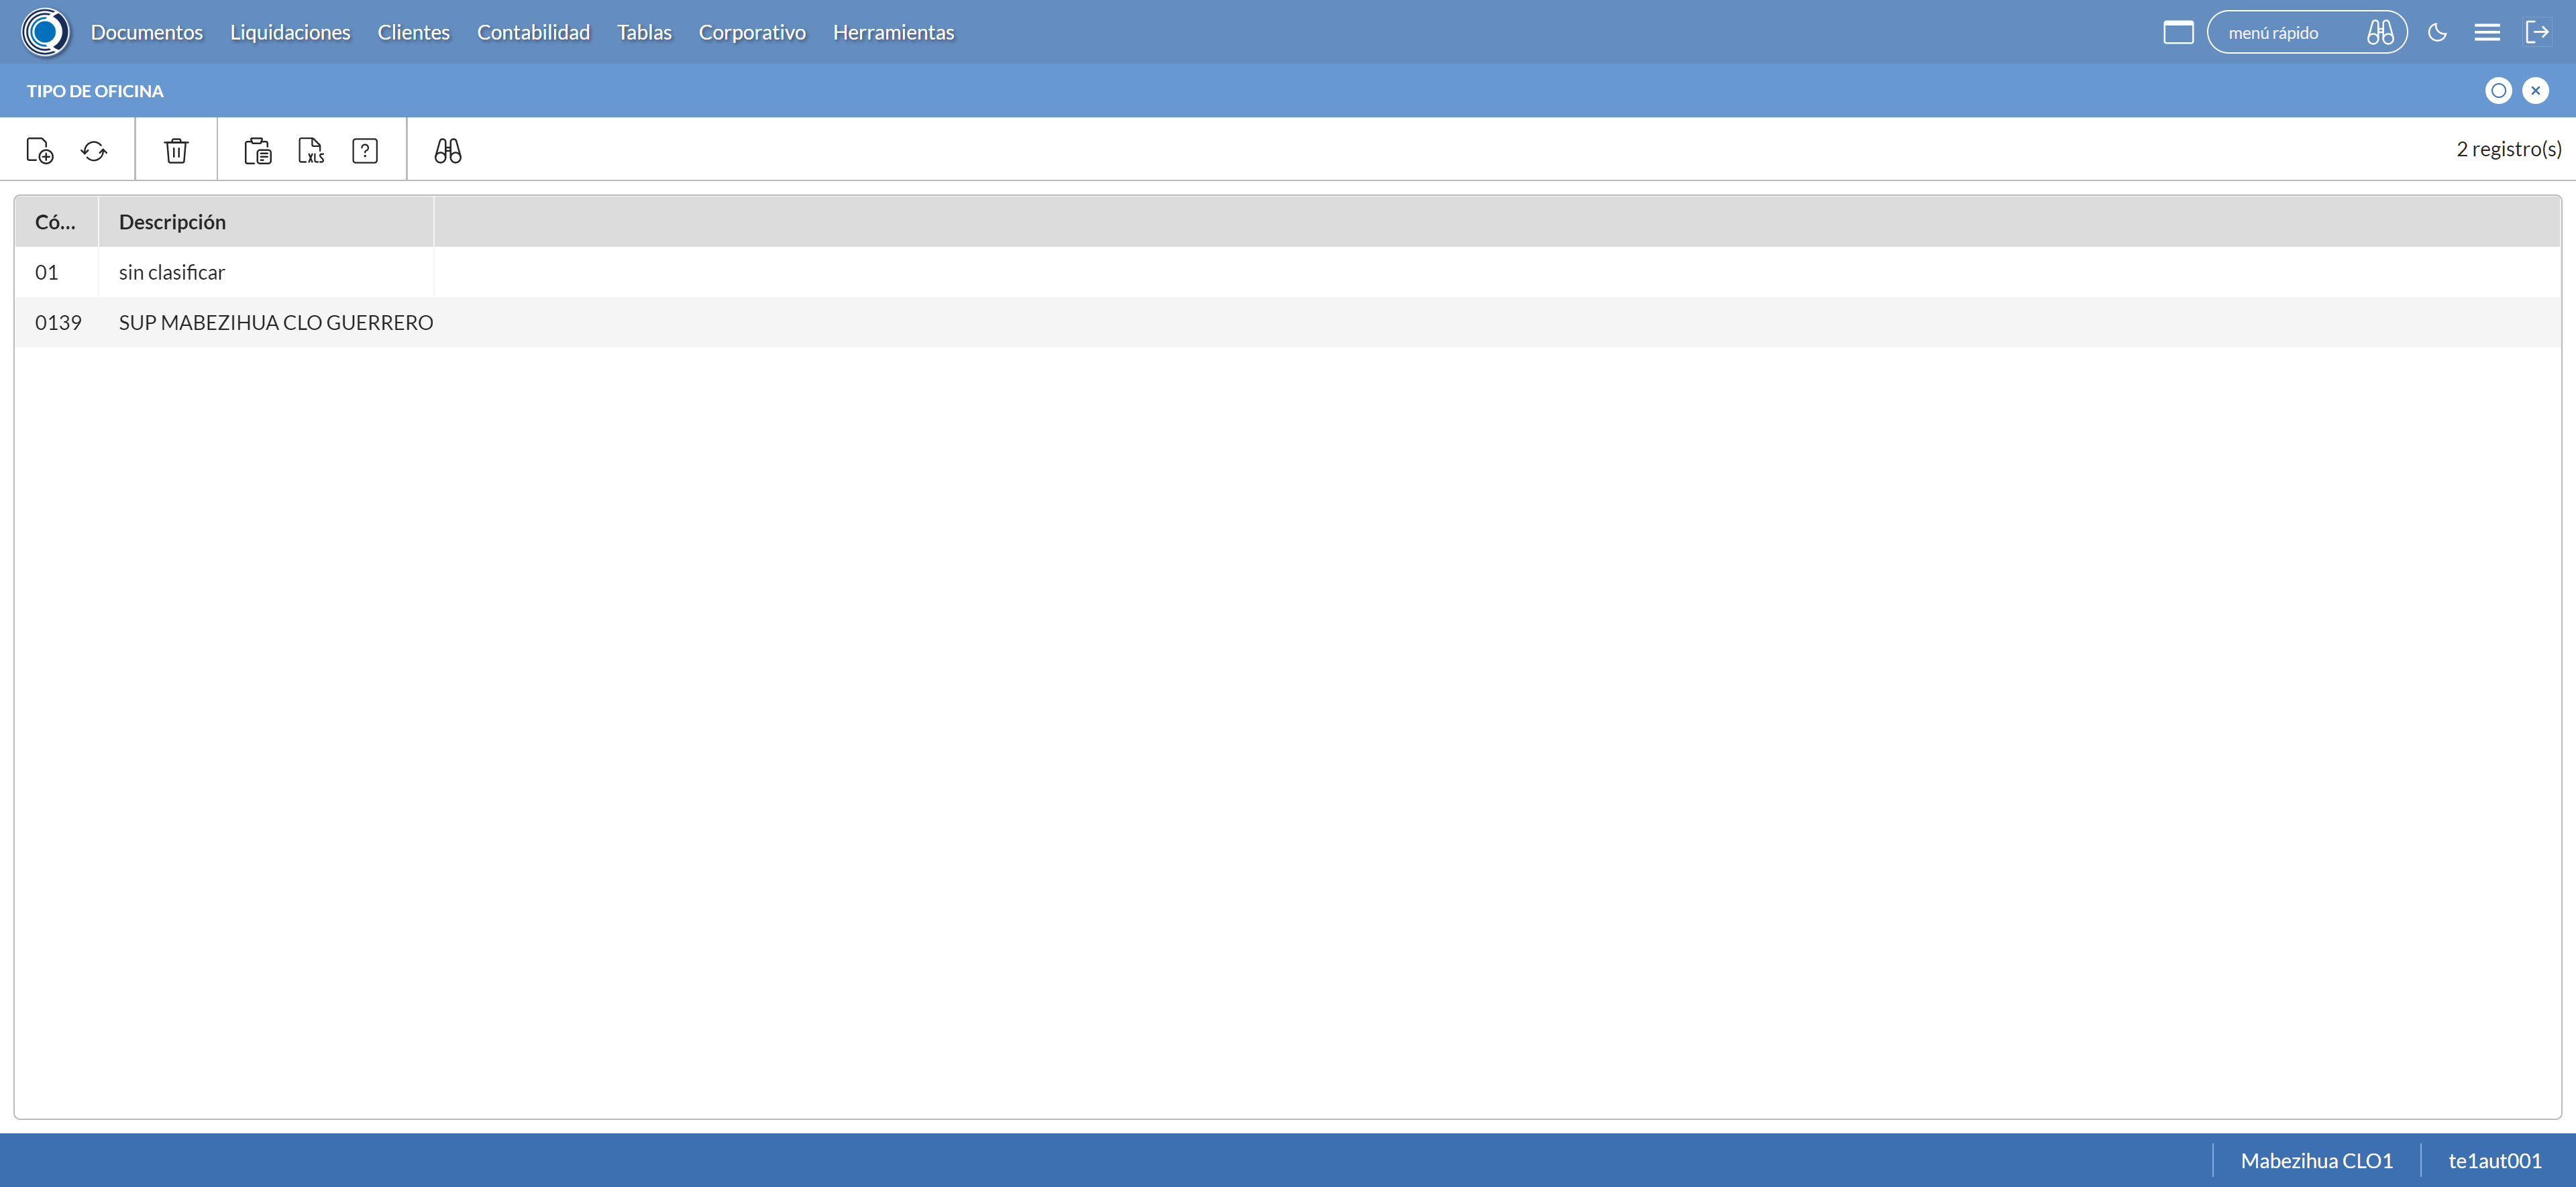 Documentos Liquidaciones Clientes Contabilidad Tablas Corporativo Herramientas menú rápido
TIPO DE OFICINA
XLS ? 2 registro(s)
Có... Descripción
01 sin clasificar
0139 SUP MABEZIHUA CLO GUERRERO
Mabezihua CLO1 te1aut001